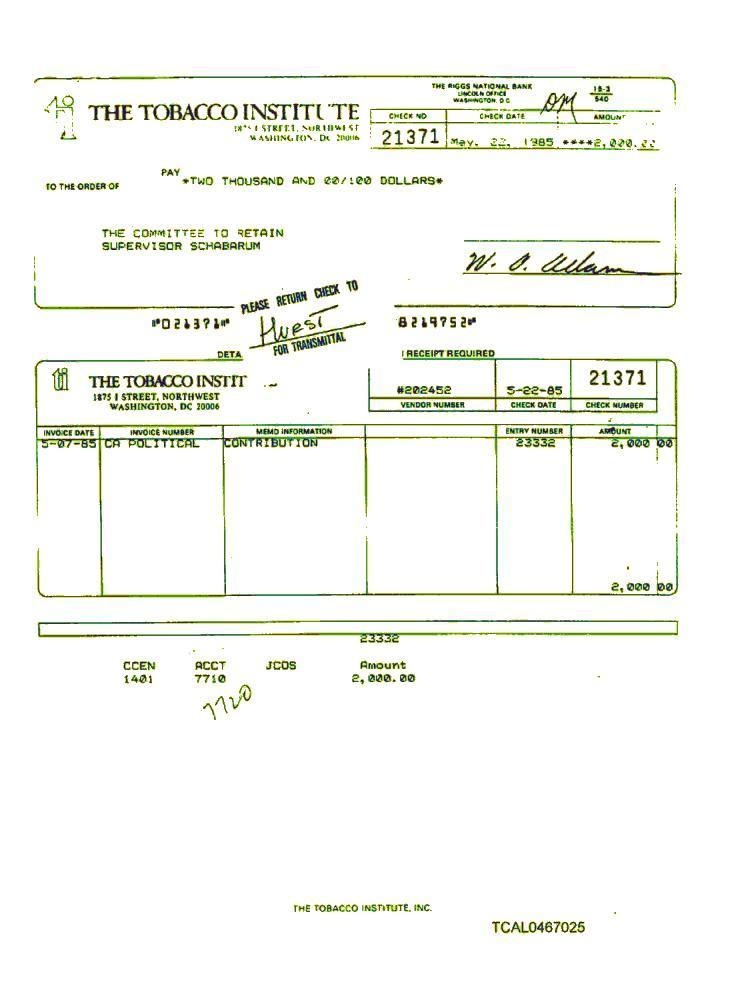 THE RIGGS NATIONAL BANK
LINCOLN OFFICE
WASHINGTON, D C
15-3
540
THE TOBACCO INSTITUTE
1875 I STREET, NORTHWEST
WASHINGTON, DC 20006
CHECK NO CHECK DATE AMOUNT
21371 May. 22, 1985 ****2,000.00
PAY *TWO THOUSAND AND 00/100 DOLLARS*
TO THE ORDER OF
THE COMMITTEE TO RETAIN
SUPERVISOR SCHABARUM
PLEASE RETURN CHECK TO
FOR TRANSMITTAL
"021371" 8219752"
DETA I RECEIPT REQUIRED
THE TOBACCO INSTIT
1875 I STREET, NORTHWEST
WASHINGTON, DC 20006
#202452 5-22-85 21371
VENDOR NUMBER CHECK DATE CHECK NUMBER
INVOICE DATE INVOICE NUMBER MEMO INFORMATION ENTRY NUMBER AMOUNT
5-07-85 CA POLITICAL CONTRIBUTION 23332 2,000 00
2,000 00
23332
CCEN ACCT JCOS Amount
1401 7710 2,000.00
7720
THE TOBACCO INSTITUTE, INC.
TCAL0467025